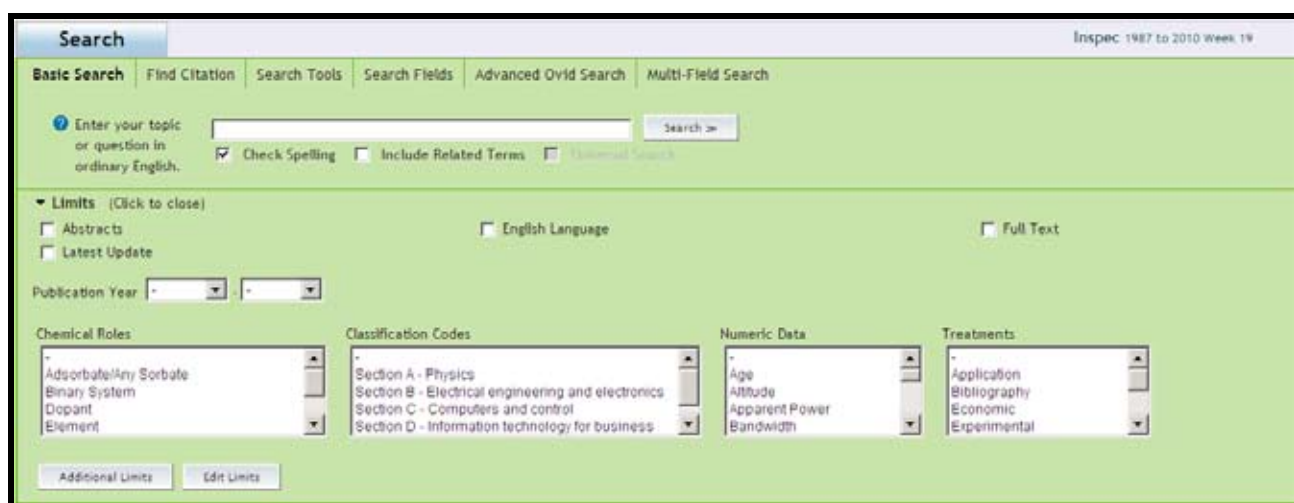 Search
Inspec 1987 to 2010 Week 19
Basic Search Find Citation Search Tools Search Fields Advanced Ovid Search Multi-Field Search
Enter your topic
or question in
ordinary English.
Search >>
Check Spelling Include Related Terms Universal Search
Limits (Click to close)
Abstracts English Language Full Text
Latest Update
Publication Year - - -
Chemical Roles Classification Codes Numeric Data Treatments
- - - -
Adsorbate/Any Sorbate Section A - Physics Age Application
Binary System Section B - Electrical engineering and electronics Altitude Bibliography
Dopant Section C - Computers and control Apparent Power Economic
Element Section D - Information technology for business Bandwidth Experimental
Additional Limits Edit Limits